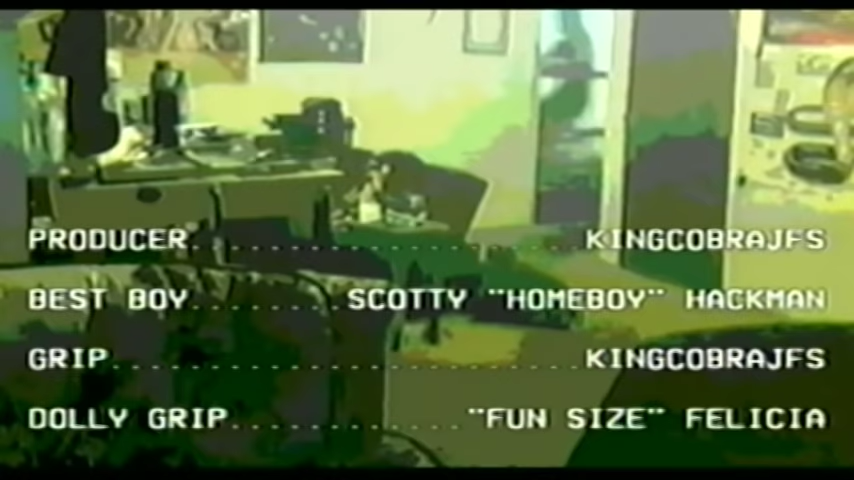 PRODUCER....................KINGCOBRAJFS
BEST BOY........SCOTTY "HOMEBOY" HACKMAN
GRIP........................KINGCOBRAJFS
DOLLY GRIP............"FUN SIZE" FELICIA